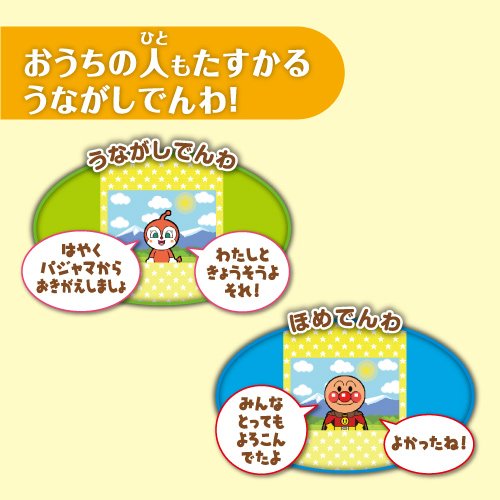 ひと
おうちの人もたすかる
うながしでんわ!
うながしでんわ
はやく
パジャマから
おきがえしましょ
わたしと
きょうそうよ
それ!
ほめでんわ
みんな
とっても
よろこん
でたよ
よかったね!